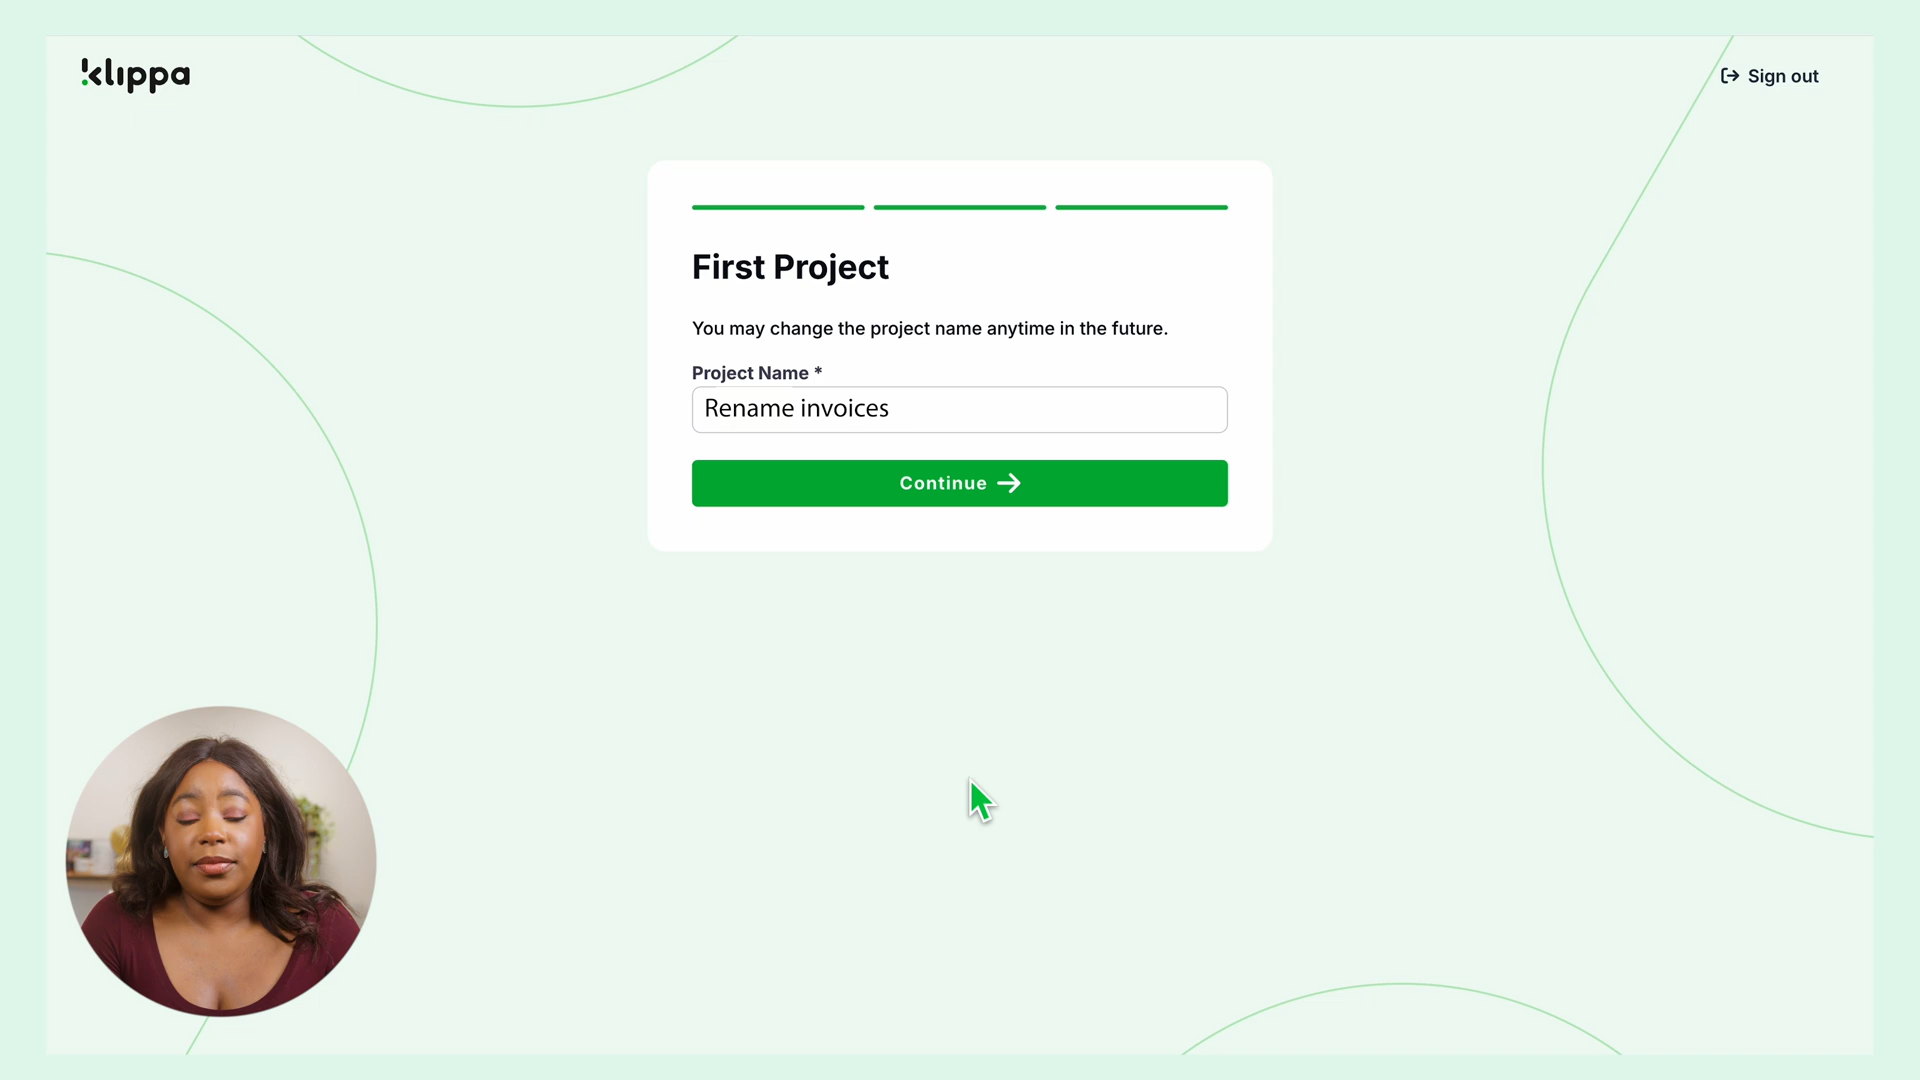 klippa
Sign out
First Project
You may change the project name anytime in the future.
Project Name *
Rename invoices
Continue